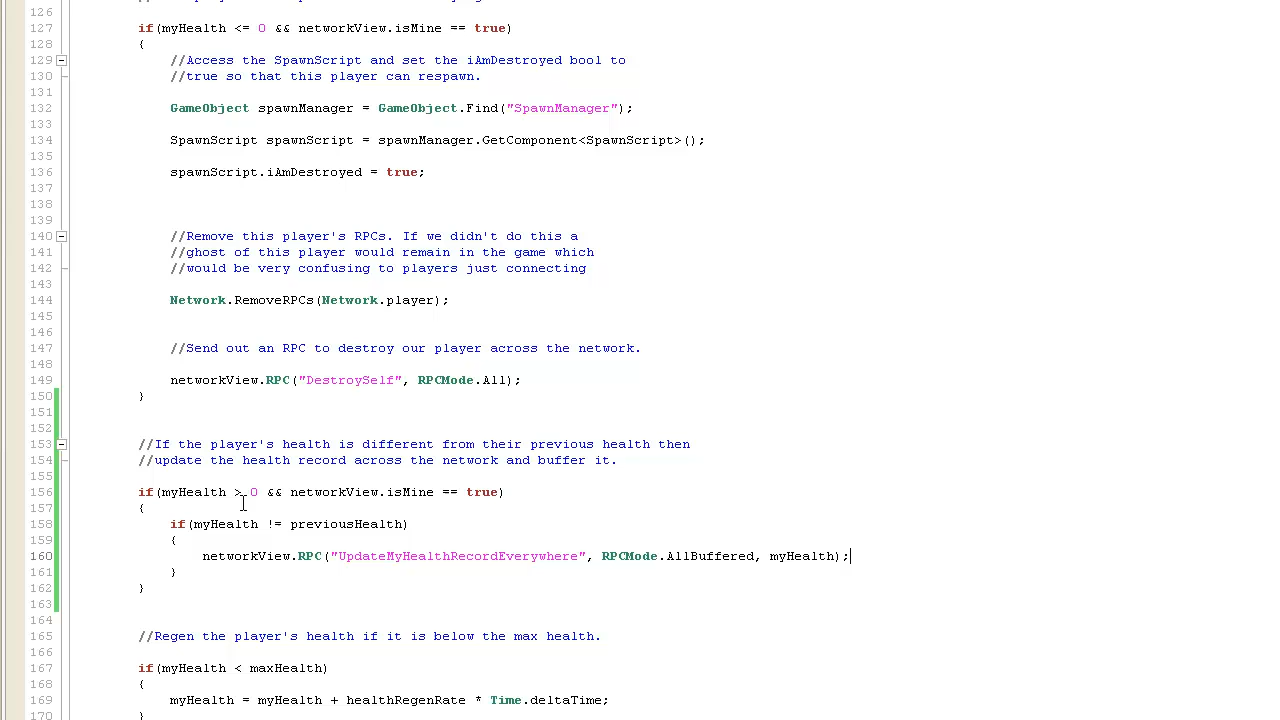 126
127 if(myHealth <= 0 && networkView.isMine == true)
128 {
129 //Access the SpawnScript and set the iAmDestroyed bool to
130 //true so that this player can respawn.
131
132 GameObject spawnManager = GameObject.Find("SpawnManager");
133
134 SpawnScript spawnScript = spawnManager.GetComponent<SpawnScript>();
135
136 spawnScript.iAmDestroyed = true;
137
138
139
140 //Remove this player's RPCs. If we didn't do this a
141 //ghost of this player would remain in the game which
142 //would be very confusing to players just connecting
143
144 Network.RemoveRPCs(Network.player);
145
146
147 //Send out an RPC to destroy our player across the network.
148
149 networkView.RPC("DestroySelf", RPCMode.All);
150 }
151
152
153 //If the player's health is different from their previous health then
154 //update the health record across the network and buffer it.
155
156 if(myHealth > 0 && networkView.isMine == true)
157 {
158 if(myHealth != previousHealth)
159 {
160 networkView.RPC("UpdateMyHealthRecordEverywhere", RPCMode.AllBuffered, myHealth);
161 }
162 }
163
164
165 //Regen the player's health if it is below the max health.
166
167 if(myHealth < maxHealth)
168 {
169 myHealth = myHealth + healthRegenRate * Time.deltaTime;
170 }